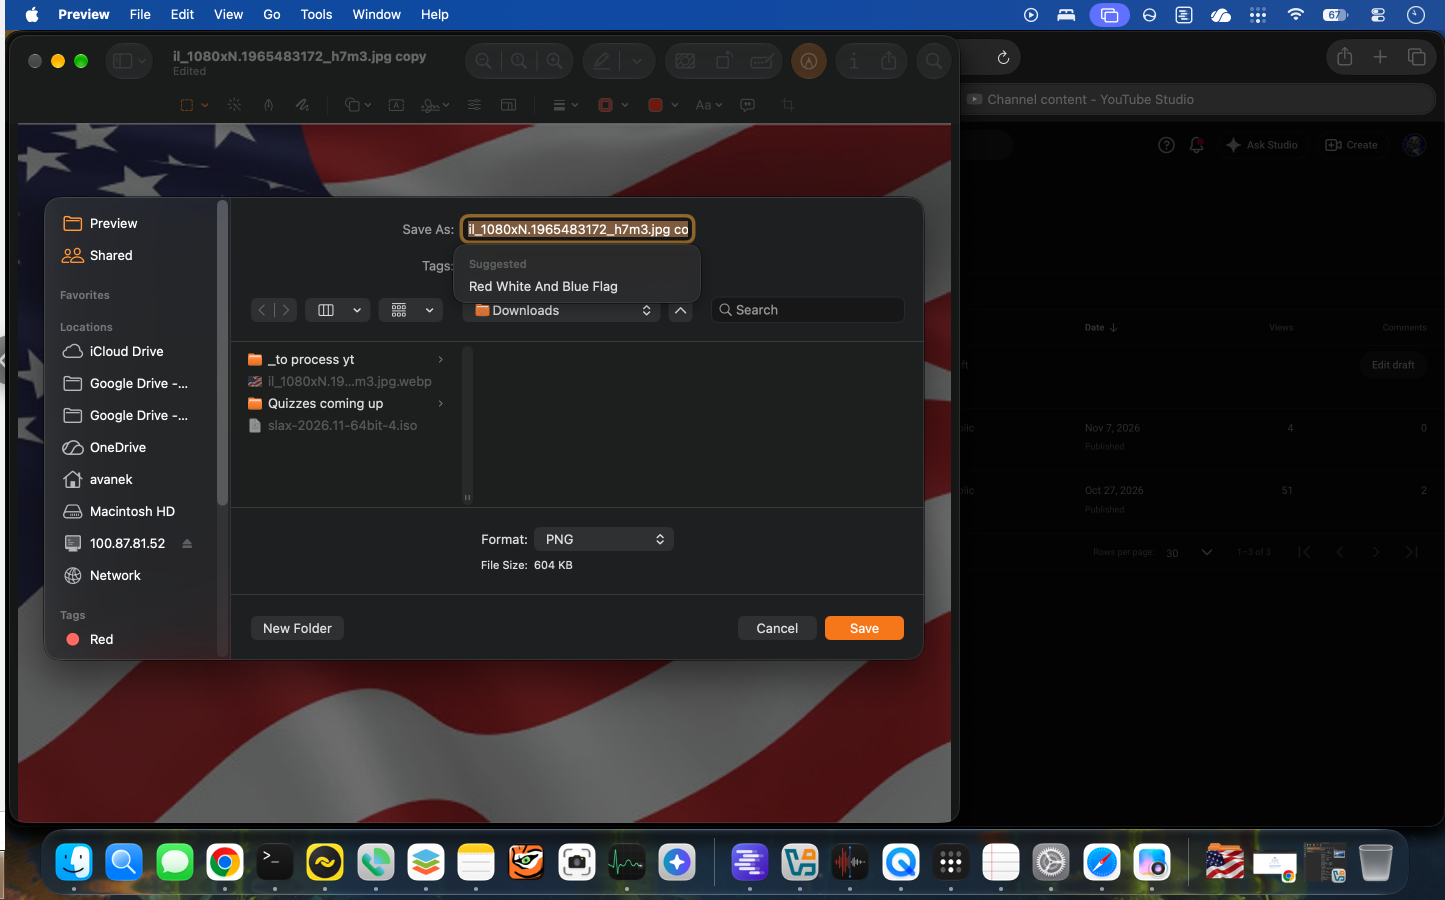 Preview File Edit View Go Tools Window Help
67
il_1080xN.1965483172_h7m3.jpg copy
Edited
Aa
Channel content - YouTube Studio
Ask Studio
Create
Preview
Shared
Favorites
Locations
iCloud Drive
Google Drive -...
Google Drive -...
OneDrive
avanek
Macintosh HD
100.87.81.52
Network
Tags
Red
Save As: il_1080xN.1965483172_h7m3.jpg co
Tags:
Suggested
Red White And Blue Flag
Downloads
Search
_to process yt
il_1080xN.19...m3.jpg.webp
Quizzes coming up
slax-2026.11-64bit-4.iso
Format: PNG
File Size: 604 KB
New Folder
Cancel
Save
Date
Views
Comments
Edit draft
Nov 7, 2026
4
0
Published
Oct 27, 2026
51
2
Published
Rows per page: 30
1–3 of 3